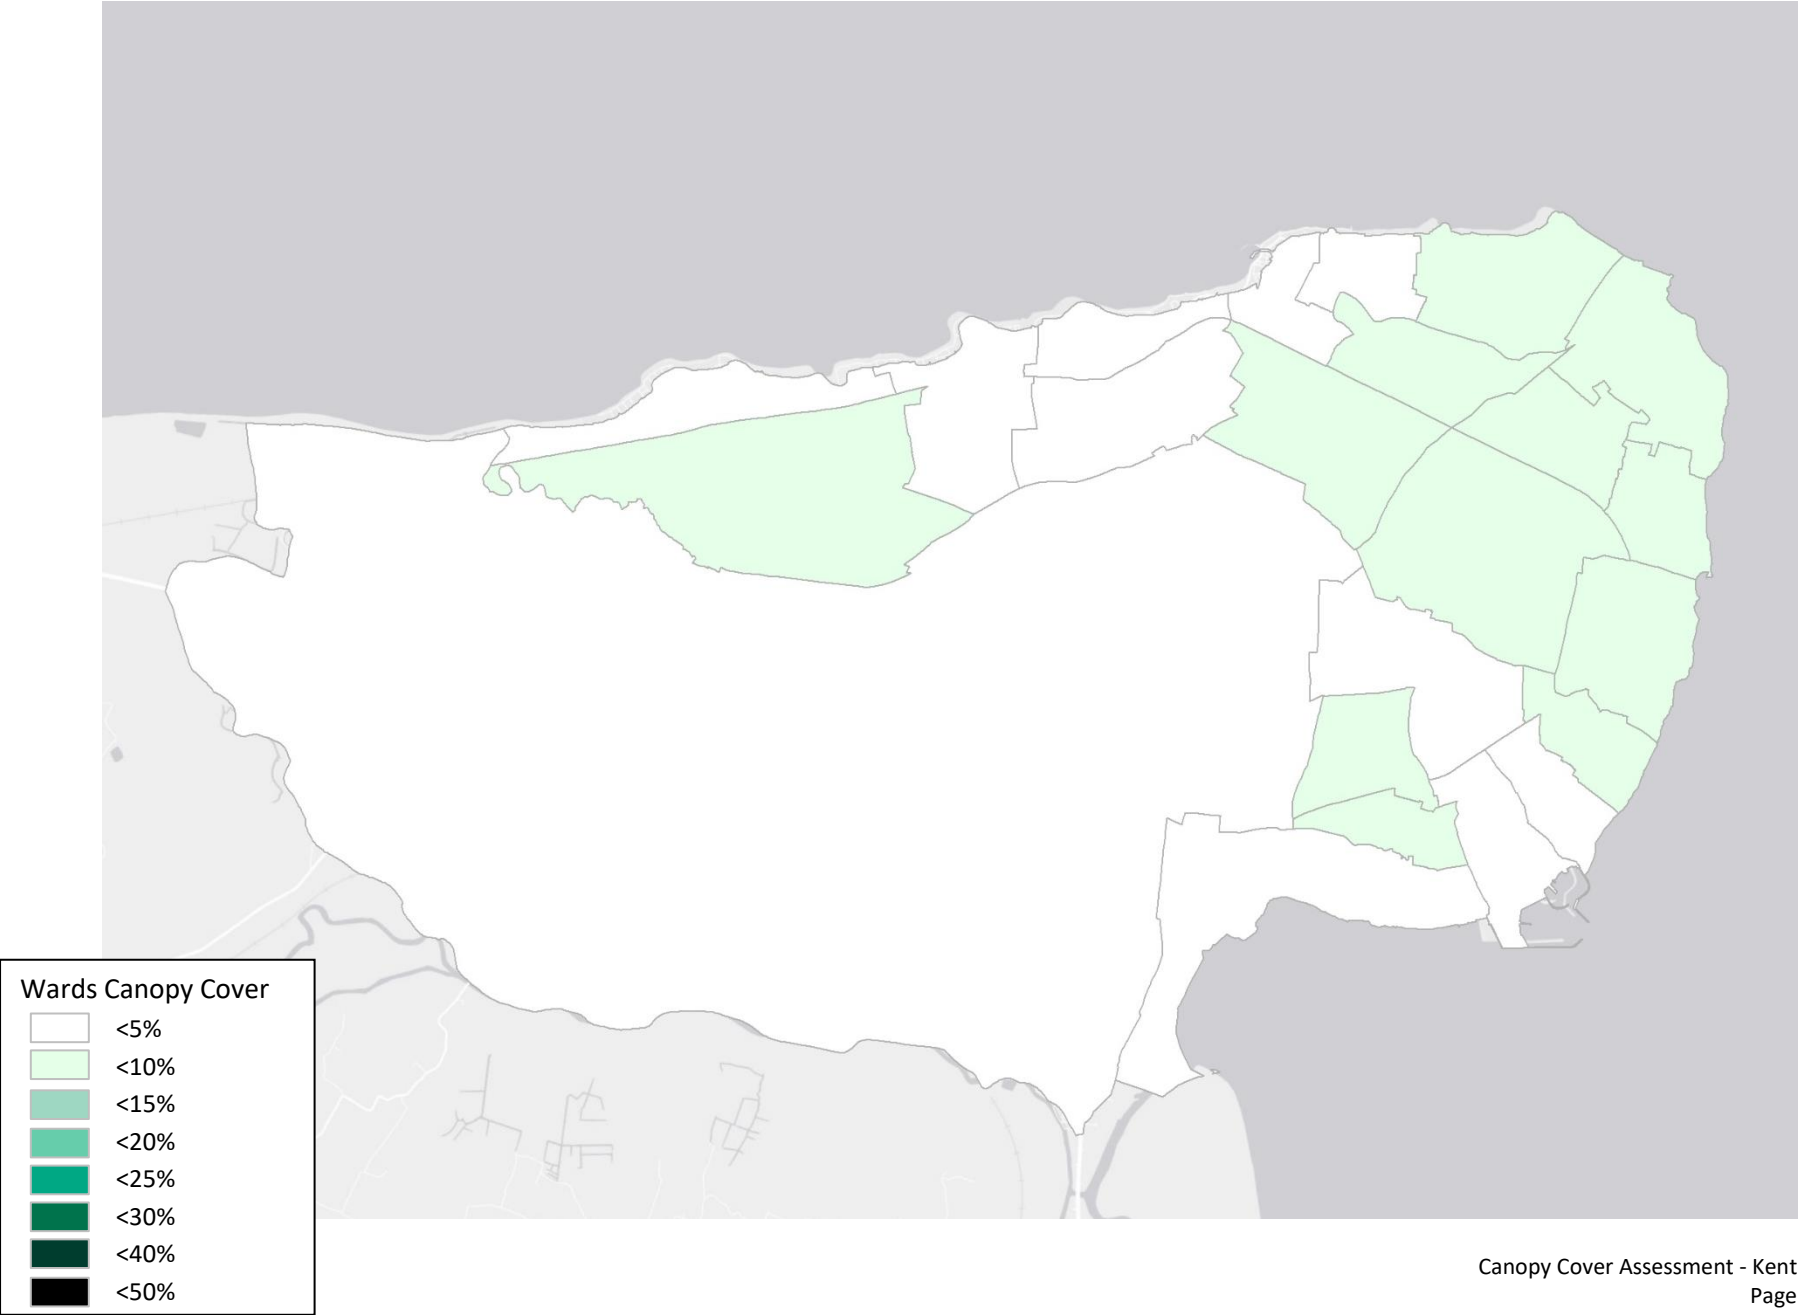 Wards Canopy Cover
<5%
<10%
<15%
<20%
<25%
<30%
<40%
<50%
Canopy Cover Assessment - Kent
Page